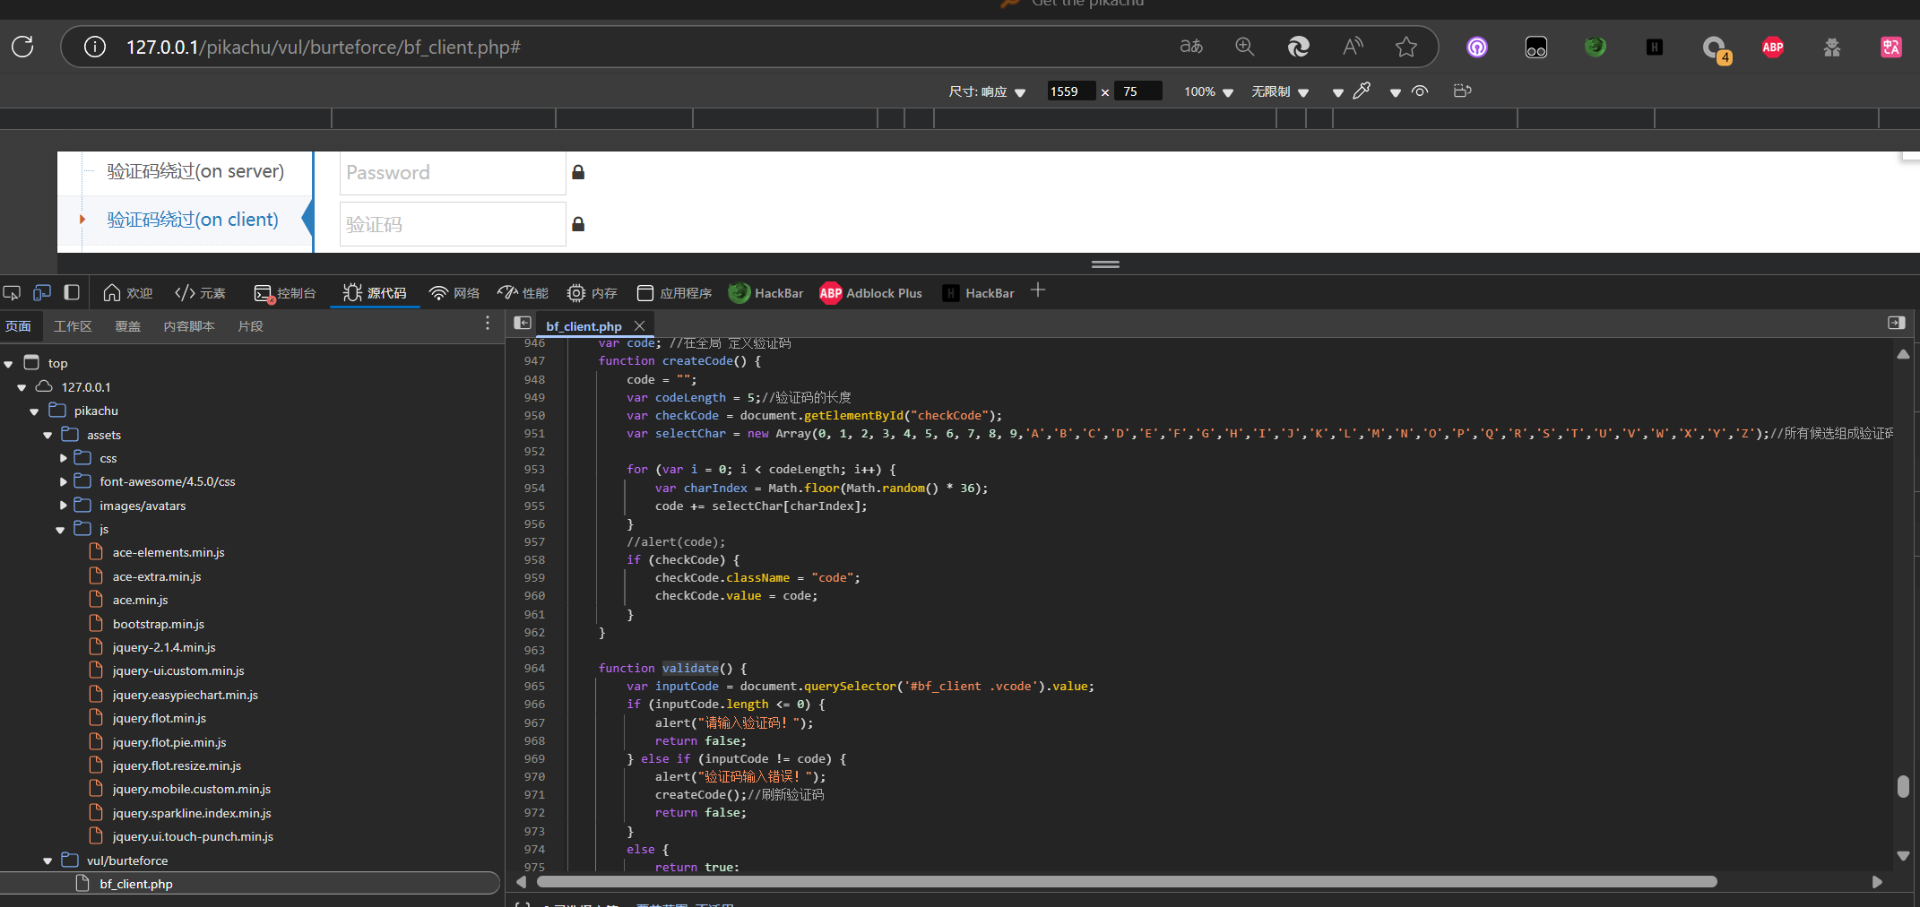 Get the pikachu
127.0.0.1/pikachu/vul/burteforce/bf_client.php#
尺寸: 响应 1559 × 75 100% 无限制
验证码绕过(on server)
Password
验证码绕过(on client)
验证码
欢迎 元素 控制台 源代码 网络 性能 内存 应用程序 HackBar Adblock Plus HackBar
页面 工作区 覆盖 内容脚本 片段
bf_client.php
top
127.0.0.1
pikachu
assets
css
font-awesome/4.5.0/css
images/avatars
js
ace-elements.min.js
ace-extra.min.js
ace.min.js
bootstrap.min.js
jquery-2.1.4.min.js
jquery-ui.custom.min.js
jquery.easypiechart.min.js
jquery.flot.min.js
jquery.flot.pie.min.js
jquery.flot.resize.min.js
jquery.mobile.custom.min.js
jquery.sparkline.index.min.js
jquery.ui.touch-punch.min.js
vul/burteforce
bf_client.php
946 var code; //在全局 定义验证码
947 function createCode() {
948 code = "";
949 var codeLength = 5;//验证码的长度
950 var checkCode = document.getElementById("checkCode");
951 var selectChar = new Array(0, 1, 2, 3, 4, 5, 6, 7, 8, 9,'A','B','C','D','E','F','G','H','I','J','K','L','M','N','O','P','Q','R','S','T','U','V','W','X','Y','Z');//所有候选组成验证码
952
953 for (var i = 0; i < codeLength; i++) {
954 var charIndex = Math.floor(Math.random() * 36);
955 code += selectChar[charIndex];
956 }
957 //alert(code);
958 if (checkCode) {
959 checkCode.className = "code";
960 checkCode.value = code;
961 }
962 }
963
964 function validate() {
965 var inputCode = document.querySelector('#bf_client .vcode').value;
966 if (inputCode.length <= 0) {
967 alert("请输入验证码！");
968 return false;
969 } else if (inputCode != code) {
970 alert("验证码输入错误！");
971 createCode();//刷新验证码
972 return false;
973 }
974 else {
975 return true;